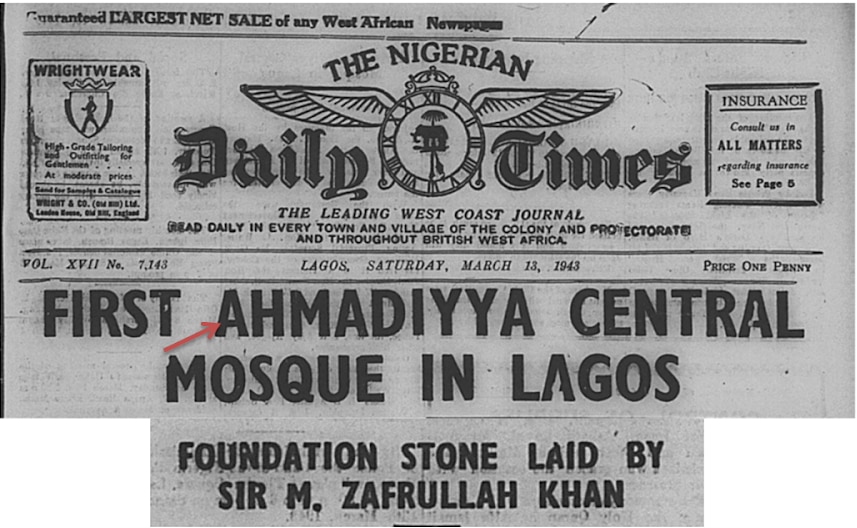 Guaranteed LARGEST NET SALE of any West African Newspaper
WRIGHTWEAR
High-Grade Tailoring
and Outfitting for
Gentlemen . . . .
At moderate prices
Send for Samples & Catalogue
WRIGHT & CO. (Old Hill) Ltd.
London House, Old Hill, England
THE NIGERIAN
Daily Times
INSURANCE
Consult us in
ALL MATTERS
regarding insurance
See Page 5
THE LEADING WEST COAST JOURNAL
READ DAILY IN EVERY TOWN AND VILLAGE OF THE COLONY AND PROTECTORATE
AND THROUGHOUT BRITISH WEST AFRICA.
VOL. XVII No. 7,143 LAGOS, SATURDAY, MARCH 13, 1943 PRICE ONE PENNY
FIRST AHMADIYYA CENTRAL
MOSQUE IN LAGOS
FOUNDATION STONE LAID BY
SIR M. ZAFRULLAH KHAN